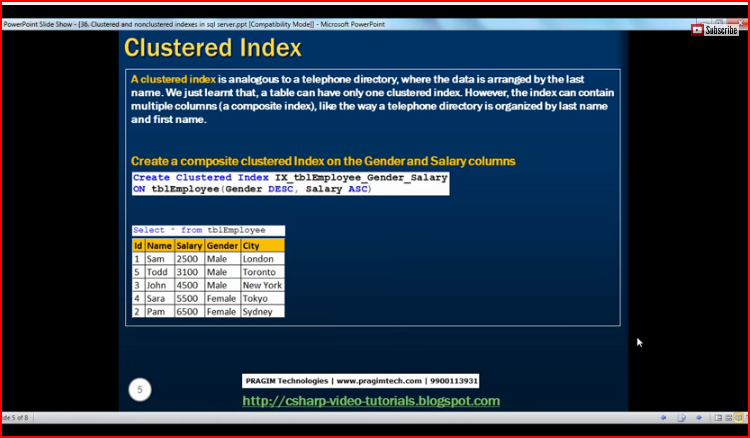 PowerPoint Slide Show - [36. Clustered and nonclustered indexes in sql server.ppt [Compatibility Mode]] - Microsoft PowerPoint
Subscribe
Clustered Index
A clustered index is analogous to a telephone directory, where the data is arranged by the last
name. We just learnt that, a table can have only one clustered index. However, the index can contain
multiple columns (a composite index), like the way a telephone directory is organized by last name
and first name.
Create a composite clustered Index on the Gender and Salary columns
Create Clustered Index IX_tblEmployee_Gender_Salary
ON tblEmployee(Gender DESC, Salary ASC)
Select * from tblEmployee
Id Name Salary Gender City
1 Sam 2500 Male London
5 Todd 3100 Male Toronto
3 John 4500 Male New York
4 Sara 5500 Female Tokyo
2 Pam 6500 Female Sydney
5
PRAGIM Technologies | www.pragimtech.com | 9900113931
http://csharp-video-tutorials.blogspot.com
ide 5 of 8